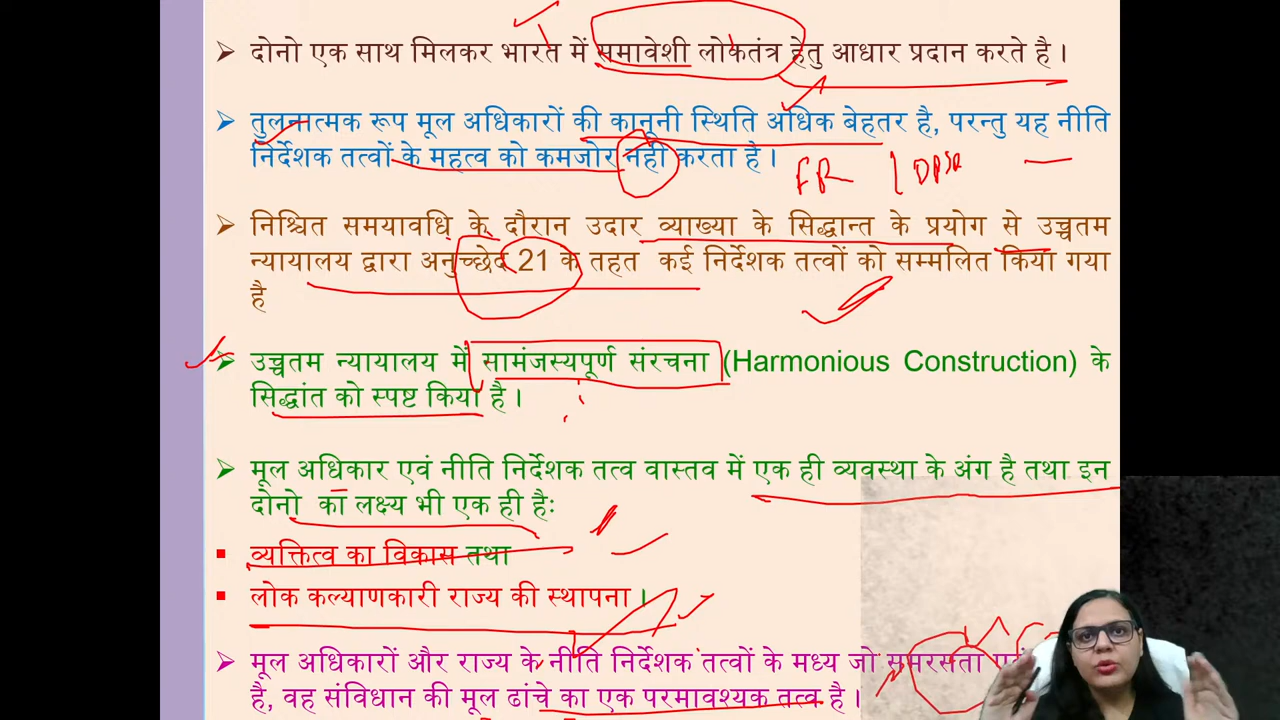 ➢ दोनो एक साथ मिलकर भारत में समावेशी लोकतंत्र हेतु आधार प्रदान करते है।
➢ तुलनात्मक रूप मूल अधिकारों की कानूनी स्थिति अधिक बेहतर है, परन्तु यह नीति
निर्देशक तत्वों के महत्व को कमजोर नही करता है।
FR / DPSP
➢ निश्चित समयावधि के दौरान उदार व्याख्या के सिद्धान्त के प्रयोग से उच्चतम
न्यायालय द्वारा अनुच्छेद 21 के तहत कई निर्देशक तत्वों को सम्मलित किया गया
है
➢ उच्चतम न्यायालय में सामंजस्यपूर्ण संरचना (Harmonious Construction) के
सिद्धांत को स्पष्ट किया है।
➢ मूल अधिकार एवं नीति निर्देशक तत्व वास्तव में एक ही व्यवस्था के अंग है तथा इन
दोनो का लक्ष्य भी एक ही है:
▪ व्यक्तित्व का विकास तथा
▪ लोक कल्याणकारी राज्य की स्थापना।
➢ मूल अधिकारों और राज्य के नीति निर्देशक तत्वों के मध्य जो समरसता
है, वह संविधान की मूल ढांचे का एक परमावश्यक तत्व है।